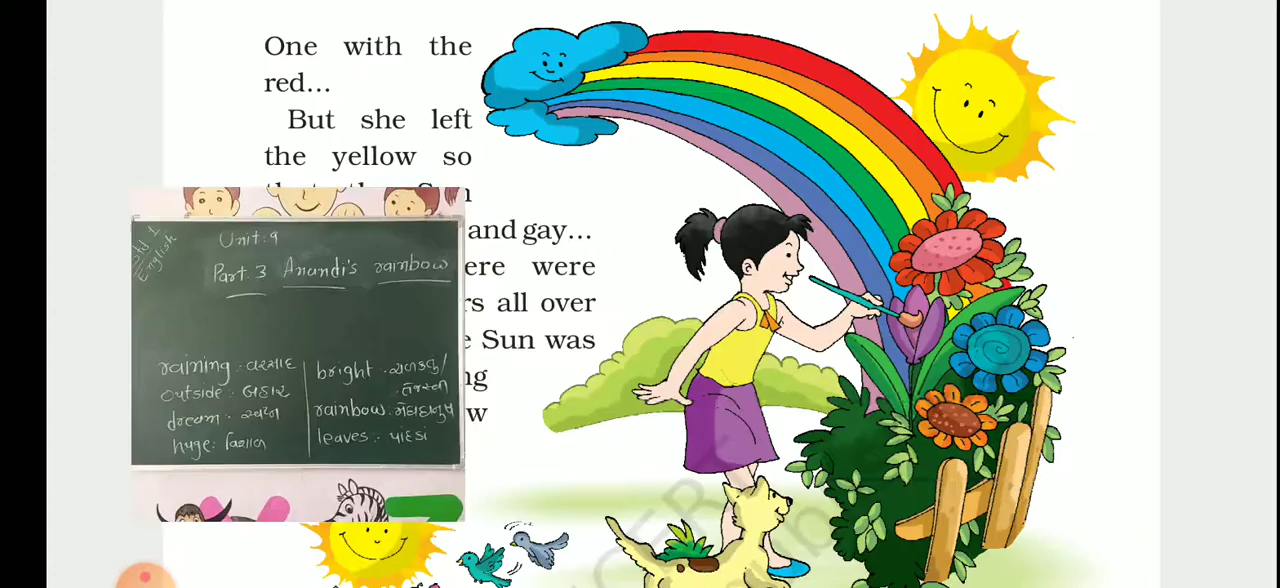 One with the
red...
But she left
the yellow so
and gay...
ere were
rs all over
e Sun was
ng
w
Std 1
English
Unit:9
Part 3 Anandi's rainbow
raining : વરસાદ
outside : બહાર
dream :
huge : વિશાળ
bright : ચળકતું/
તેજસ્વી
rainbow : મેઘધનુષ
leaves : પાંદડાં